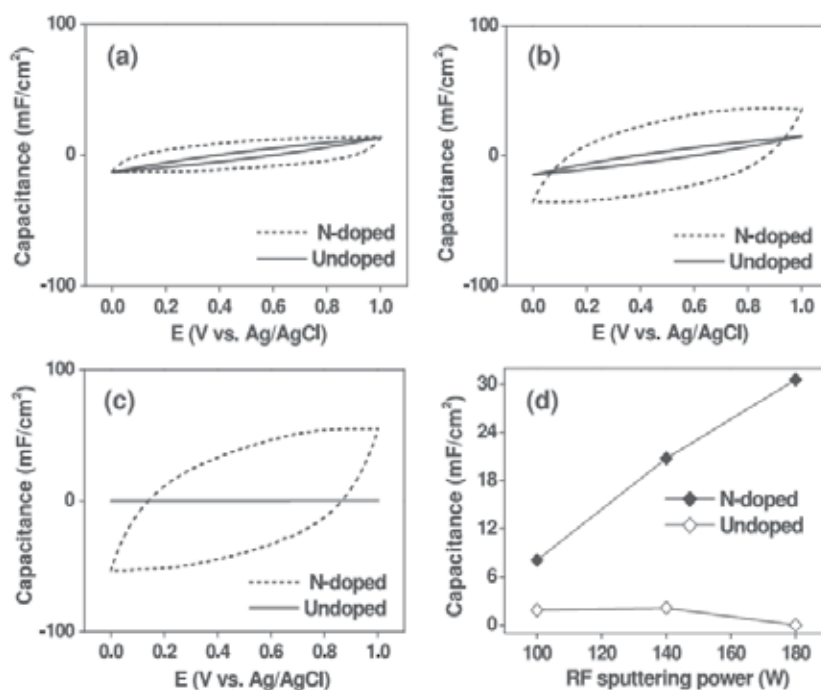 (a)
Capacitance (mF/cm²)
100
0
-100
N-doped
Undoped
0.0 0.2 0.4 0.6 0.8 1.0
E (V vs. Ag/AgCl)
(b)
Capacitance (mF/cm²)
100
0
-100
N-doped
Undoped
0.0 0.2 0.4 0.6 0.8 1.0
E (V vs. Ag/AgCl)
(c)
Capacitance (mF/cm²)
100
0
-100
N-doped
Undoped
0.0 0.2 0.4 0.6 0.8 1.0
E (V vs. Ag/AgCl)
(d)
Capacitance (mF/cm²)
30
24
18
12
6
0
N-doped
Undoped
100 120 140 160 180
RF sputtering power (W)